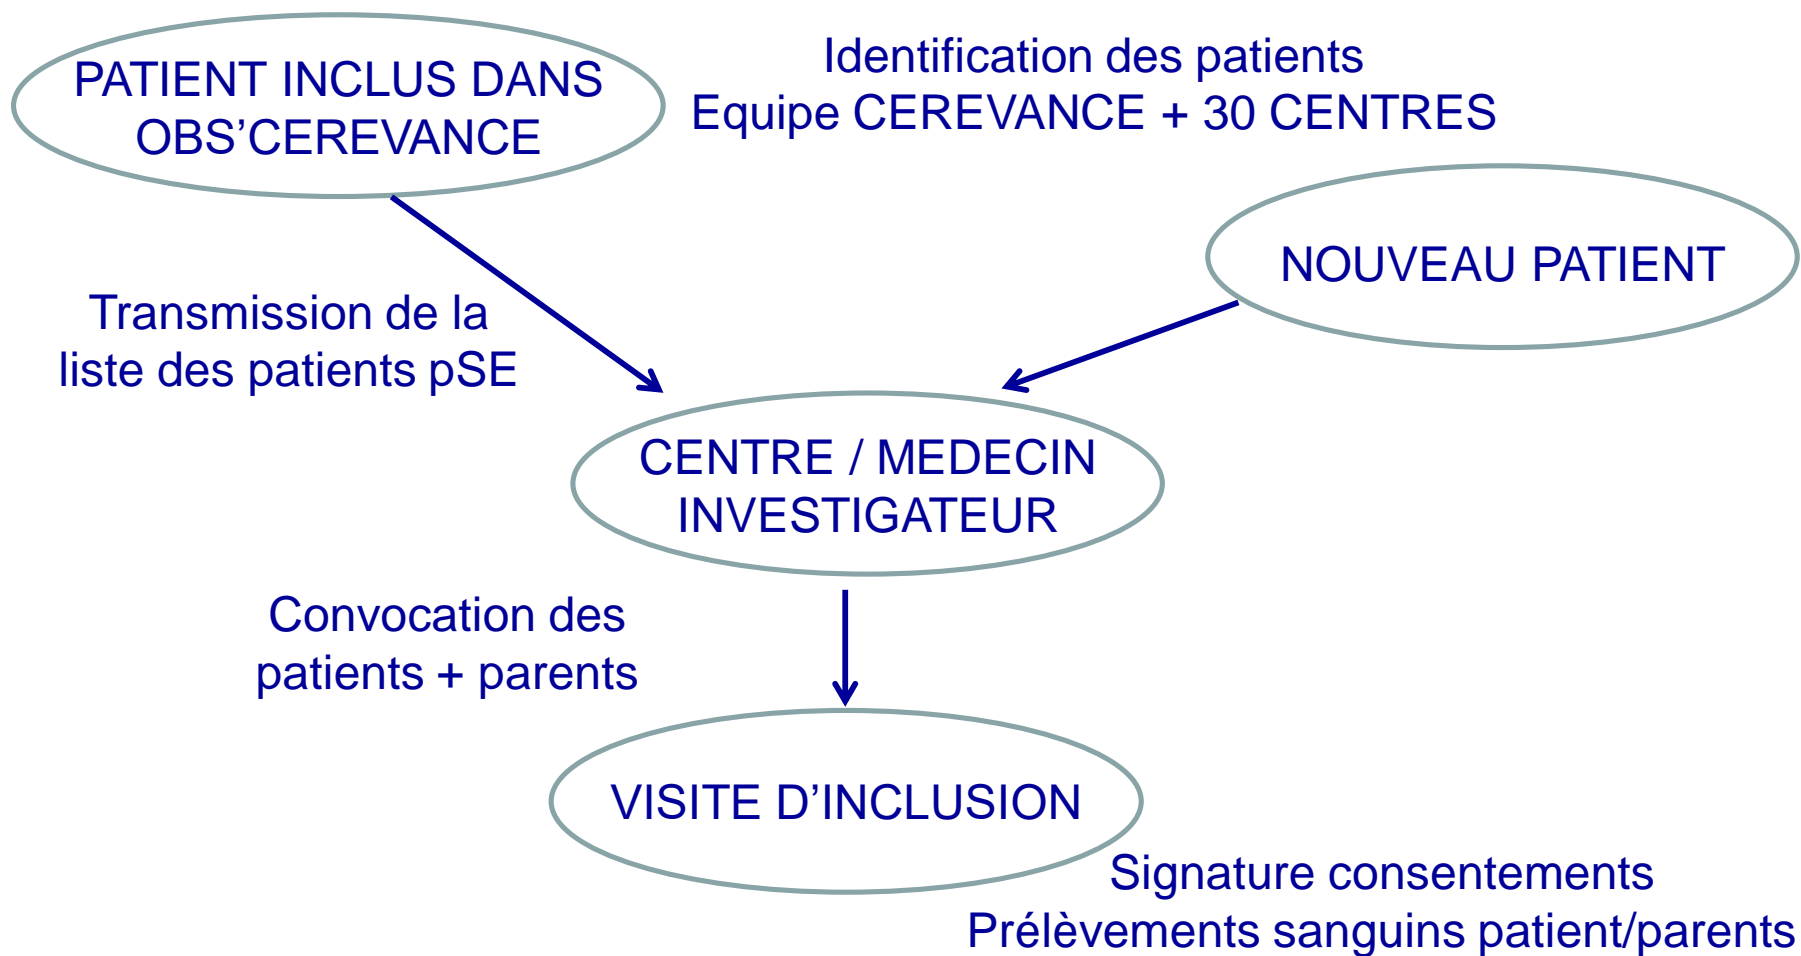 PATIENT INCLUS DANS
OBS’CEREVANCE
Identification des patients
Equipe CEREVANCE + 30 CENTRES
NOUVEAU PATIENT
Transmission de la
liste des patients pSE
CENTRE / MEDECIN
INVESTIGATEUR
Convocation des
patients + parents
VISITE D’INCLUSION
Signature consentements
Prélèvements sanguins patient/parents